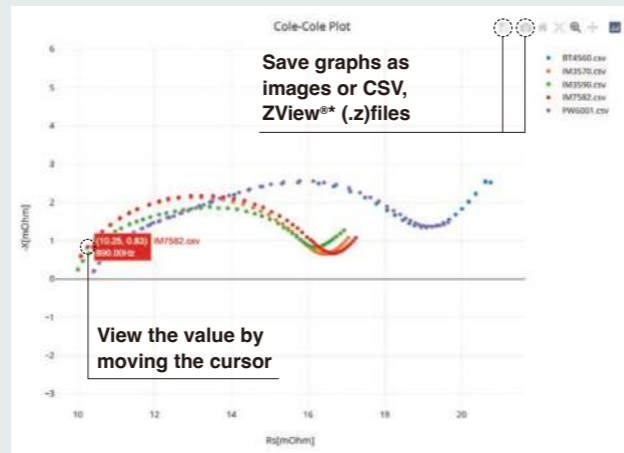 Cole-Cole Plot
Save graphs as
images or CSV,
ZView®* (.z)files
BT4560.csv
IM3570.csv
IM3590.csv
IM7582.csv
PW6001.csv
6
5
4
3
2
1
0
−1
−2
−3
-X[mOhm]
(10.25, 0.83) IM7582.csv
890.00Hz
View the value by
moving the cursor
10 12 14 16 18 20
Rs[mOhm]